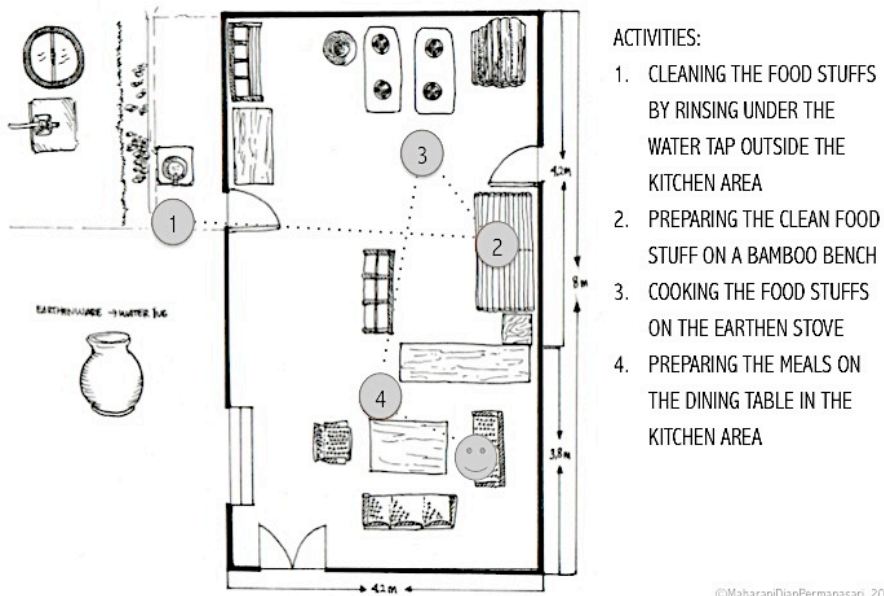 ACTIVITIES:
1. CLEANING THE FOOD STUFFS
BY RINSING UNDER THE
WATER TAP OUTSIDE THE
KITCHEN AREA
2. PREPARING THE CLEAN FOOD
STUFF ON A BAMBOO BENCH
3. COOKING THE FOOD STUFFS
ON THE EARTHEN STOVE
4. PREPARING THE MEALS ON
THE DINING TABLE IN THE
KITCHEN AREA
3
1
2
4
4,2m
8m
3,8m
4,2m
EARTHENWARE → WATER JUG
©MaharaniDianPermanasari, 20